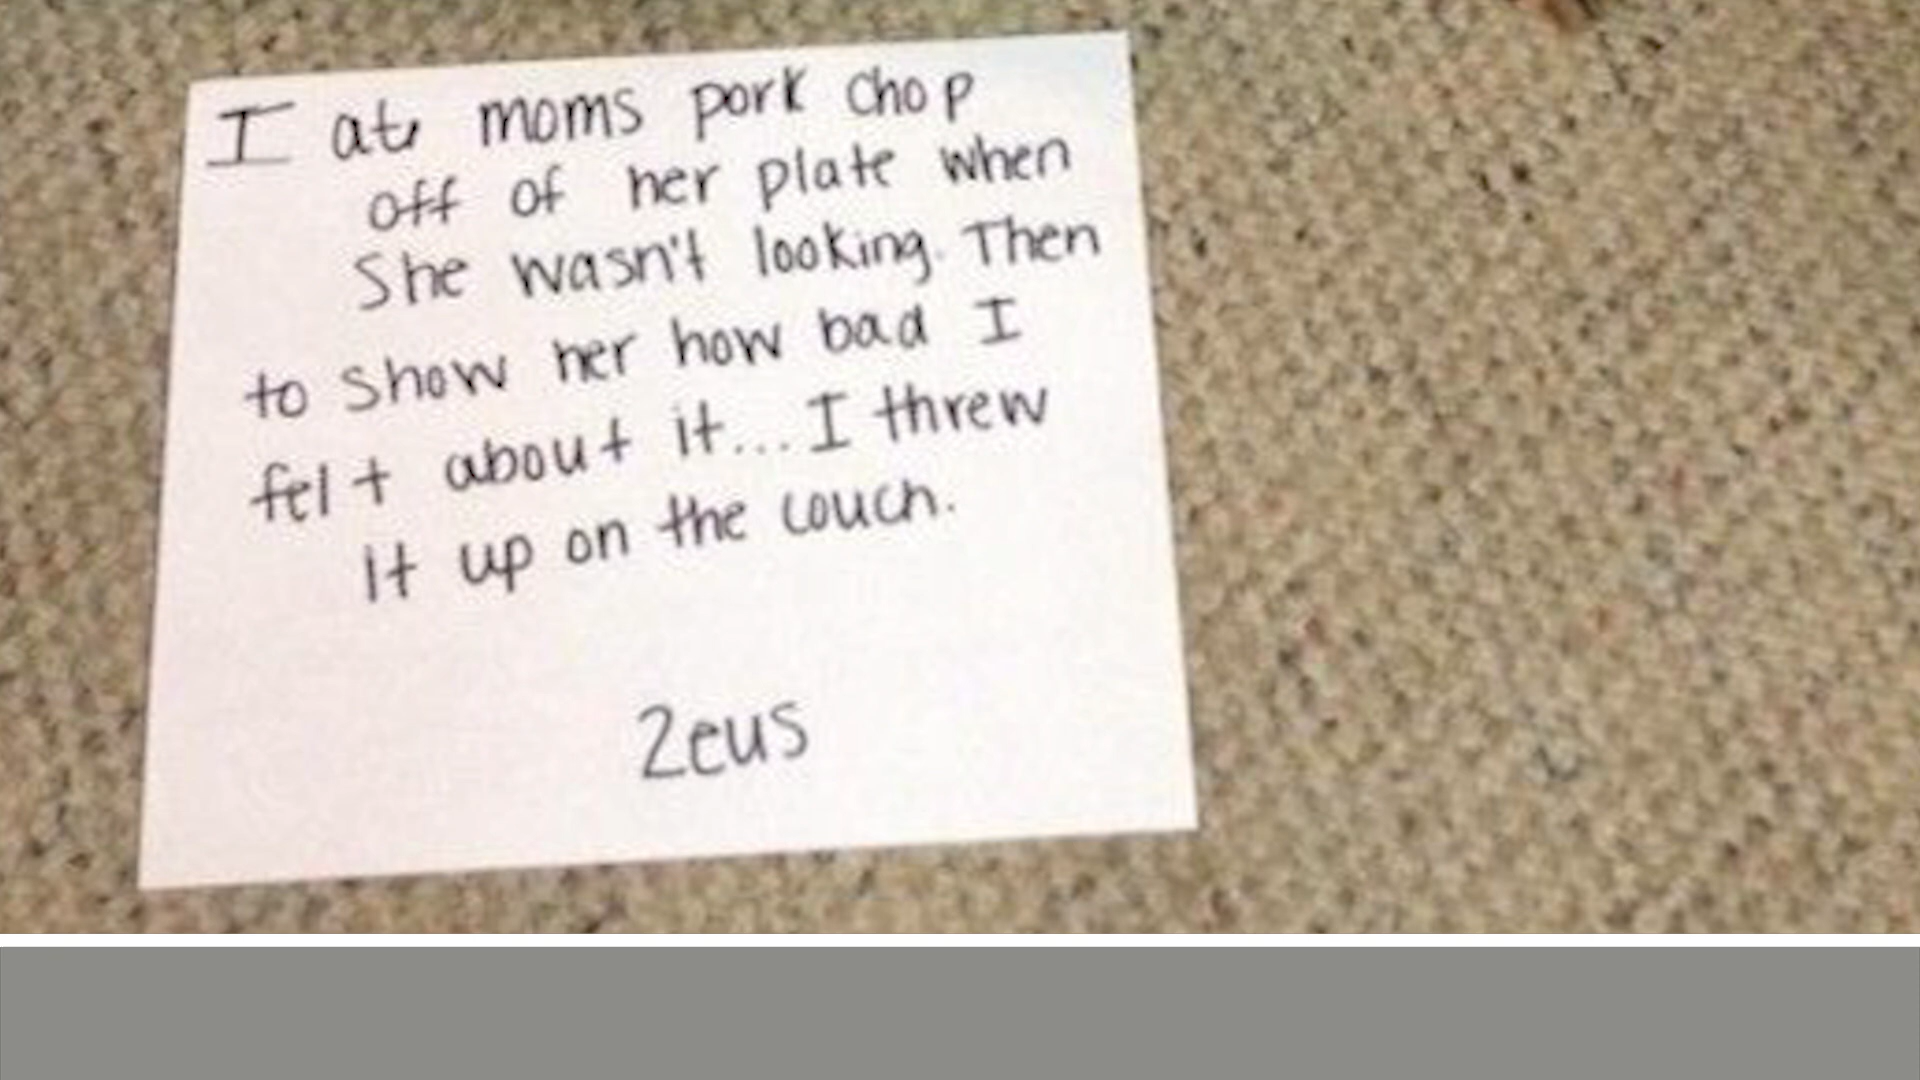 I ate moms pork chop
off of her plate when
She wasn't looking. Then
to show her how bad I
felt about it...I threw
it up on the couch.
Zeus